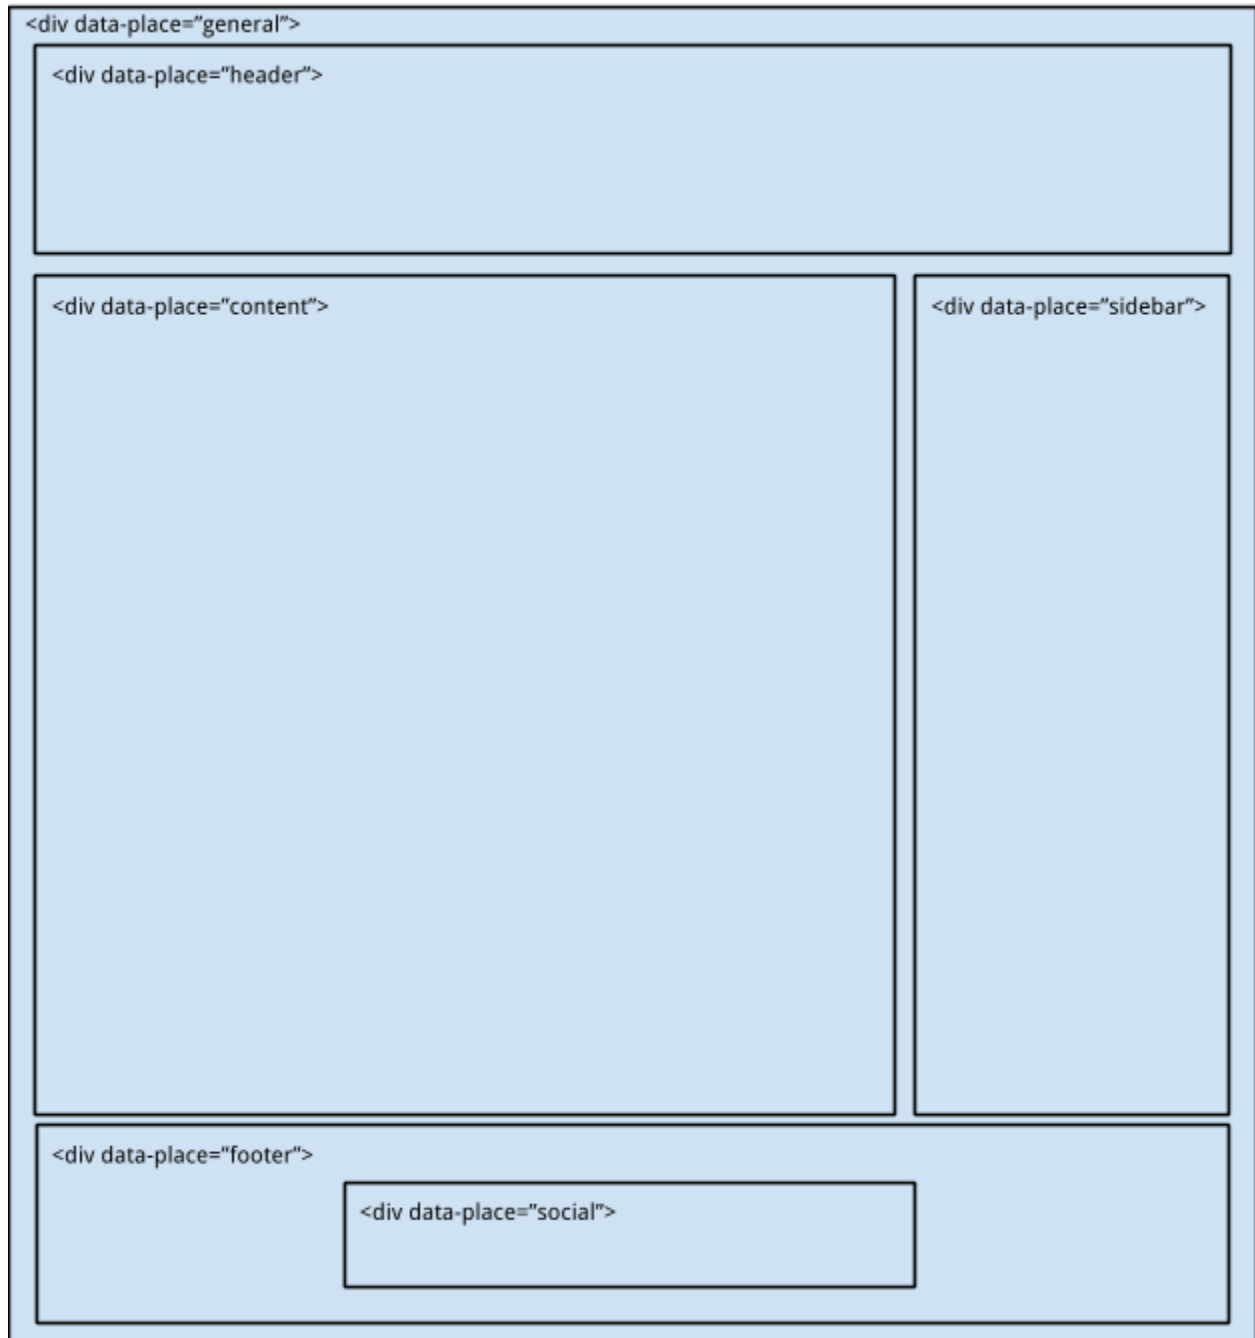 <div data-place=”general”>
<div data-place=”header”>
<div data-place=”content”>
<div data-place=”sidebar”>
<div data-place=”footer”>
<div data-place=”social”>